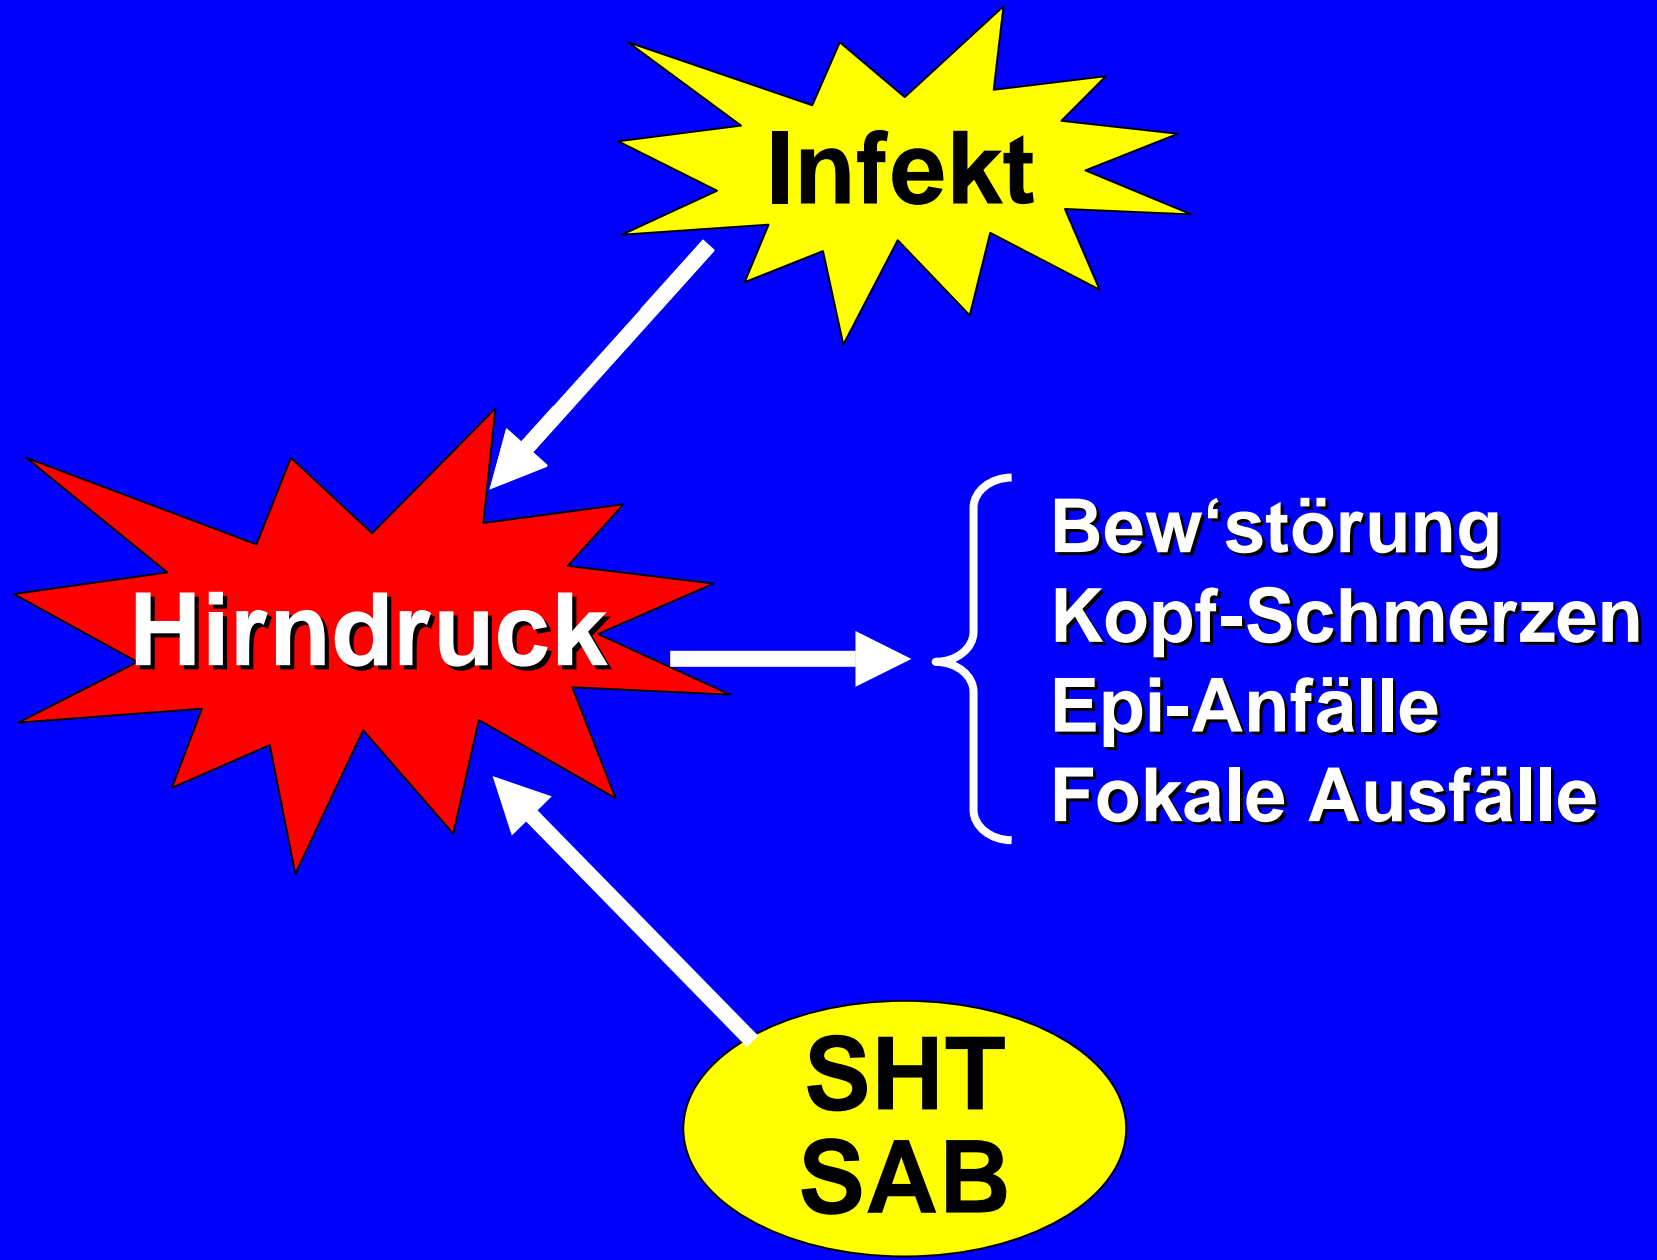 Infekt
Hirndruck
Bew‘störung
Kopf-Schmerzen
Epi-Anfälle
Fokale Ausfälle
SHT
SAB